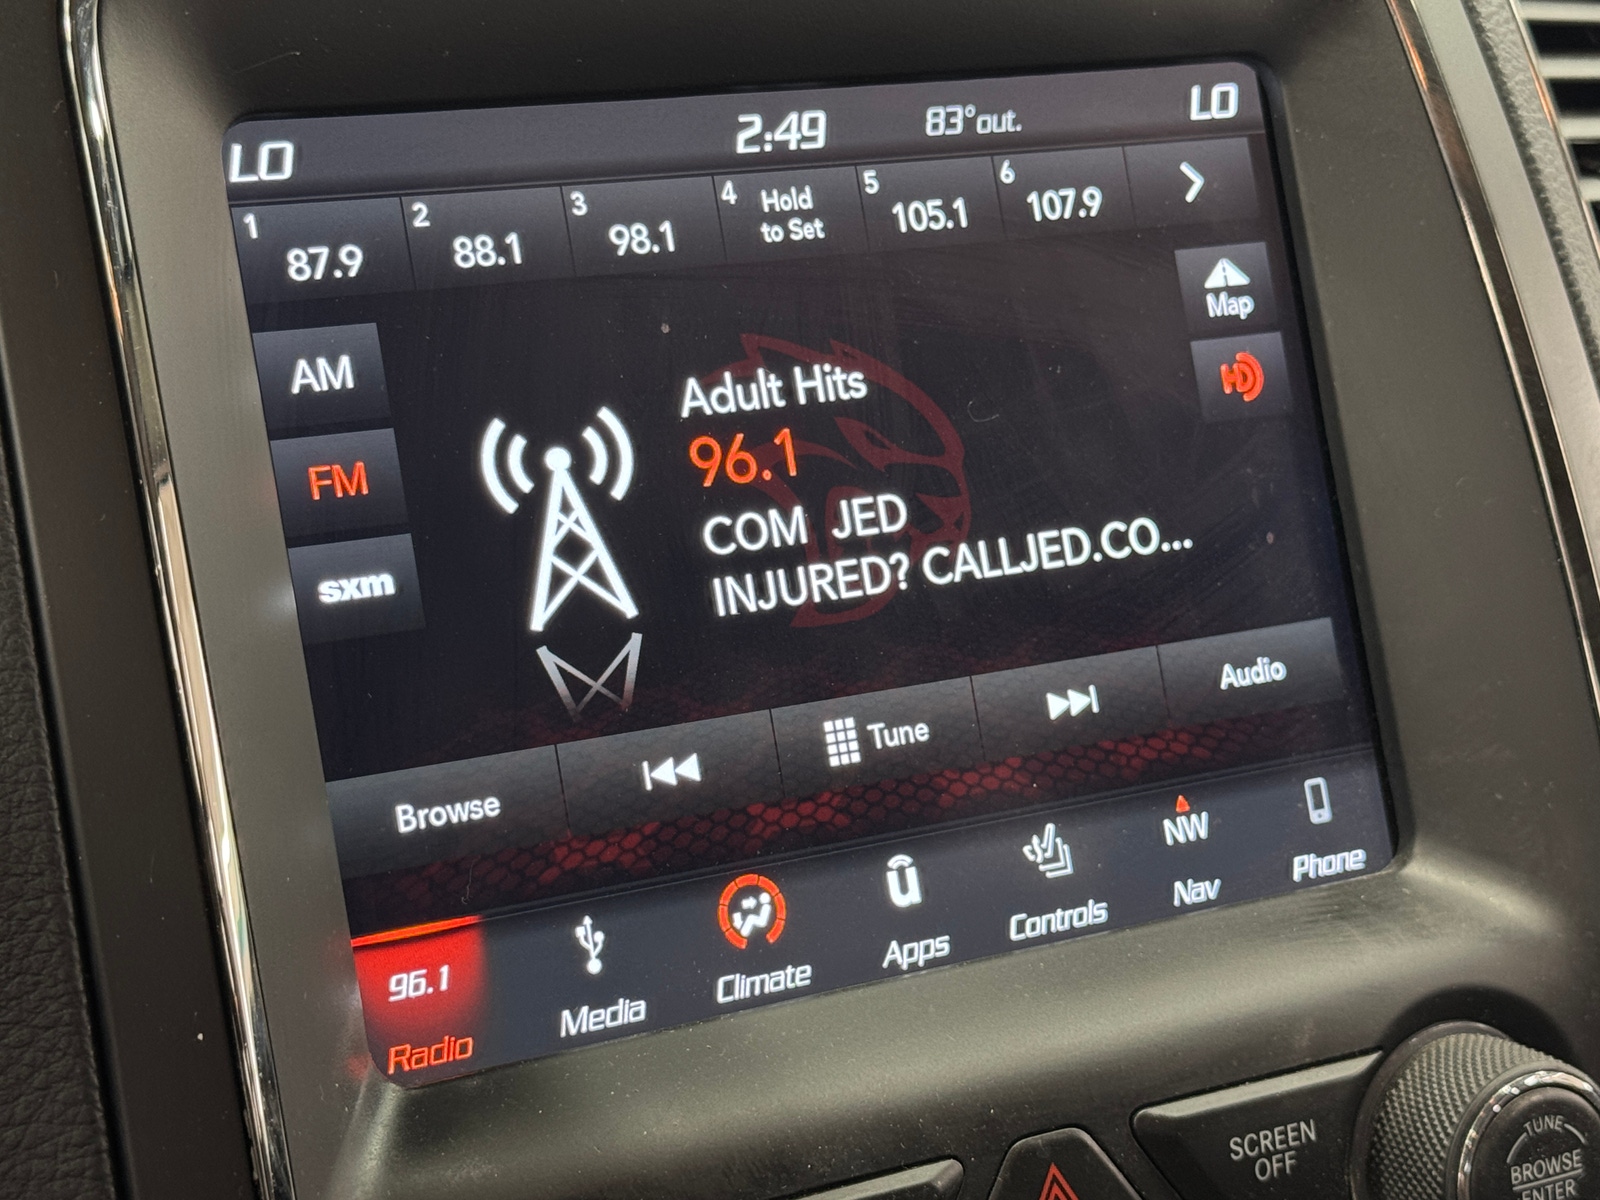 LO 2:49 83°out. LO
1 87.9 2 88.1 3 98.1 4 Hold to Set 5 105.1 6 107.9
Map
AM
HD
Adult Hits
FM
96.1
COM JED
sxm
INJURED? CALLJED.CO...
Browse Tune Audio
96.1 NW
Radio Media Climate Apps Controls Nav Phone
SCREEN
OFF
TUNE
BROWSE
ENTER